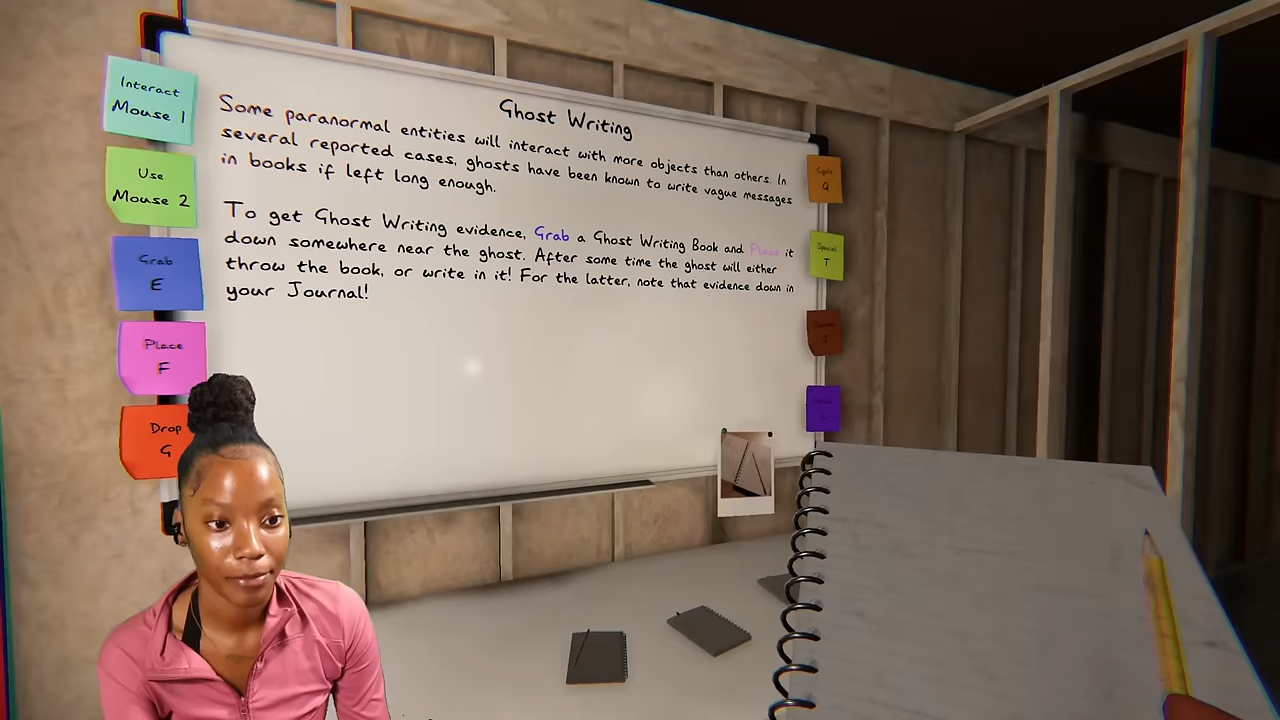 Ghost Writing
Some paranormal entities will interact with more objects than others. In
several reported cases, ghosts have been known to write vague messages
in books if left long enough.
To get Ghost Writing evidence, Grab a Ghost Writing Book and Place it
down somewhere near the ghost. After some time the ghost will either
throw the book, or write in it! For the latter, note that evidence down in
your Journal!
Interact
Mouse 1
Use
Mouse 2
Grab
E
Place
F
Drop
G
Cycle
Q
Special
T
J